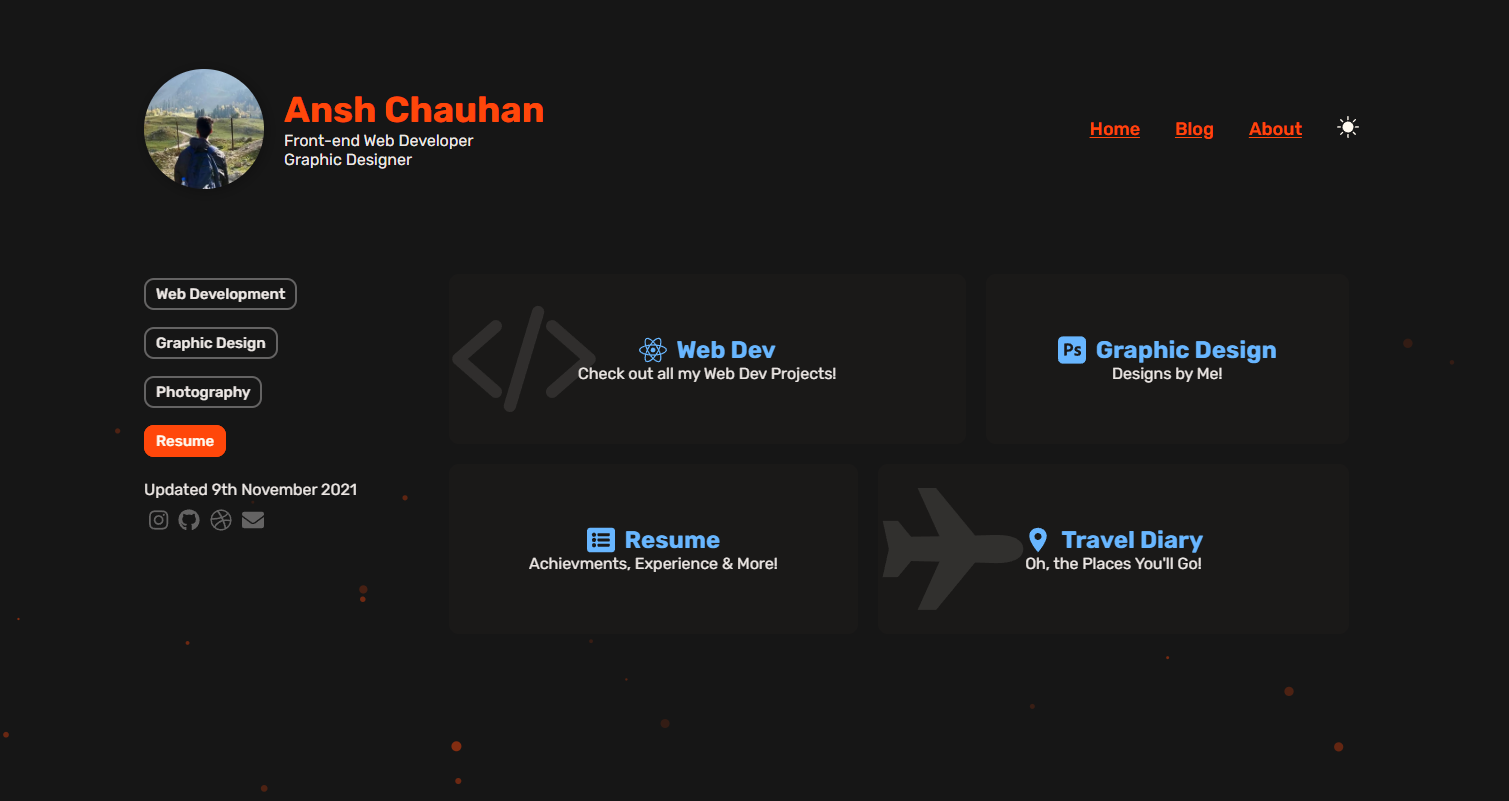 Ansh Chauhan
Front-end Web Developer
Graphic Designer
Home Blog About
Web Development
Graphic Design
Photography
Resume
Updated 9th November 2021
Web Dev
Check out all my Web Dev Projects!
Ps Graphic Design
Designs by Me!
Resume
Achievments, Experience & More!
Travel Diary
Oh, the Places You'll Go!